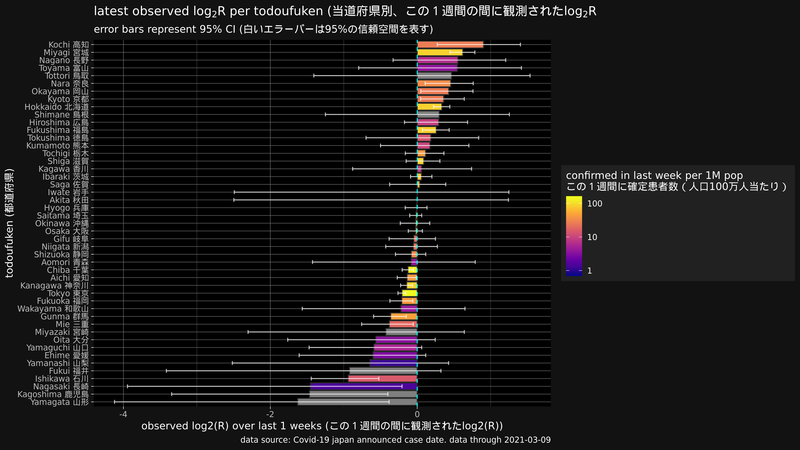 latest observed log₂R per todoufuken (当道府県別、この１週間の間に観測されたlog₂R
error bars represent 95% CI (白いエラーバーは95%の信頼空間を表す)
todoufuken (都道府県)
Kochi 高知
Miyagi 宮城
Nagano 長野
Toyama 富山
Tottori 鳥取
Nara 奈良
Okayama 岡山
Kyoto 京都
Hokkaido 北海道
Shimane 島根
Hiroshima 広島
Fukushima 福島
Tokushima 徳島
Kumamoto 熊本
Tochigi 栃木
Shiga 滋賀
Kagawa 香川
Ibaraki 茨城
Saga 佐賀
Iwate 岩手
Akita 秋田
Hyogo 兵庫
Saitama 埼玉
Okinawa 沖縄
Osaka 大阪
Gifu 岐阜
Niigata 新潟
Shizuoka 静岡
Aomori 青森
Chiba 千葉
Aichi 愛知
Kanagawa 神奈川
Tokyo 東京
Fukuoka 福岡
Wakayama 和歌山
Gunma 群馬
Mie 三重
Miyazaki 宮崎
Oita 大分
Yamaguchi 山口
Ehime 愛媛
Yamanashi 山梨
Fukui 福井
Ishikawa 石川
Nagasaki 長崎
Kagoshima 鹿児島
Yamagata 山形
-4 -2 0
observed log2(R) over last 1 weeks (この１週間の間に観測されたlog2(R))
data source: Covid-19 japan announced case date. data through 2021-03-09
confirmed in last week per 1M pop
この１週間に確定患者数 ( 人口100万人当たり )
100
10
1